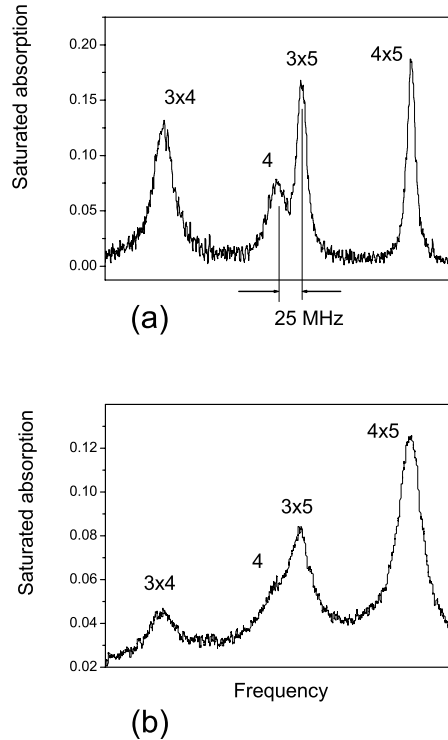 (a)
Saturated absorption
0.20
0.15
0.10
0.05
0.00
3x4
4
3x5
4x5
25 MHz
(b)
Saturated absorption
0.12
0.10
0.08
0.06
0.04
0.02
3x4
4
3x5
4x5
Frequency